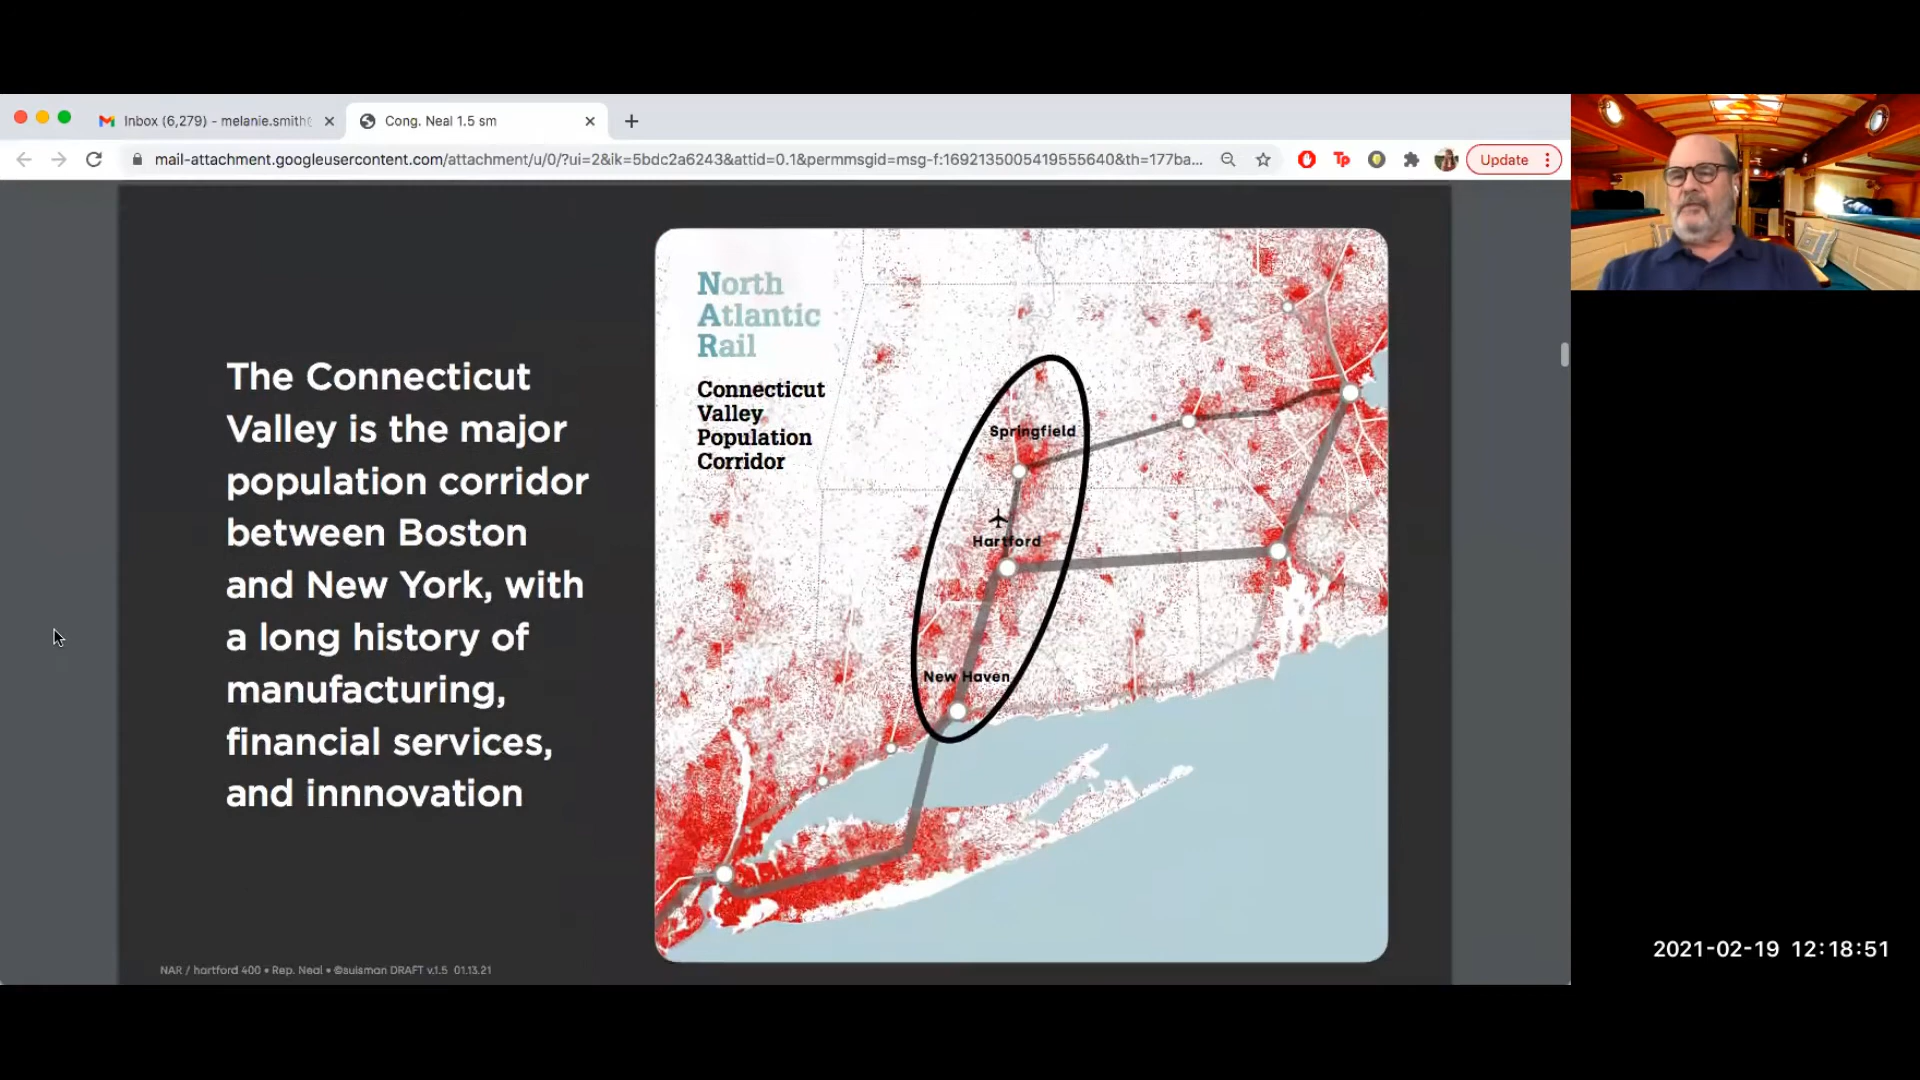 Inbox (6,279) - melanie.smith
Cong. Neal 1.5 sm
mail-attachment.googleusercontent.com/attachment/u/0/?ui=2&ik=5bdc2a6243&attid=0.1&permmsgid=msg-f:1692135005419555640&th=177ba...
Tp
Update
The Connecticut
Valley is the major
population corridor
between Boston
and New York, with
a long history of
manufacturing,
financial services,
and innnovation
North
Atlantic
Rail
Connecticut
Valley
Population
Corridor
Springfield
Hartford
New Haven
NAR / hartford 400 • Rep. Neal • ©suisman DRAFT v.1.5 01.13.21
2021-02-19 12:18:51